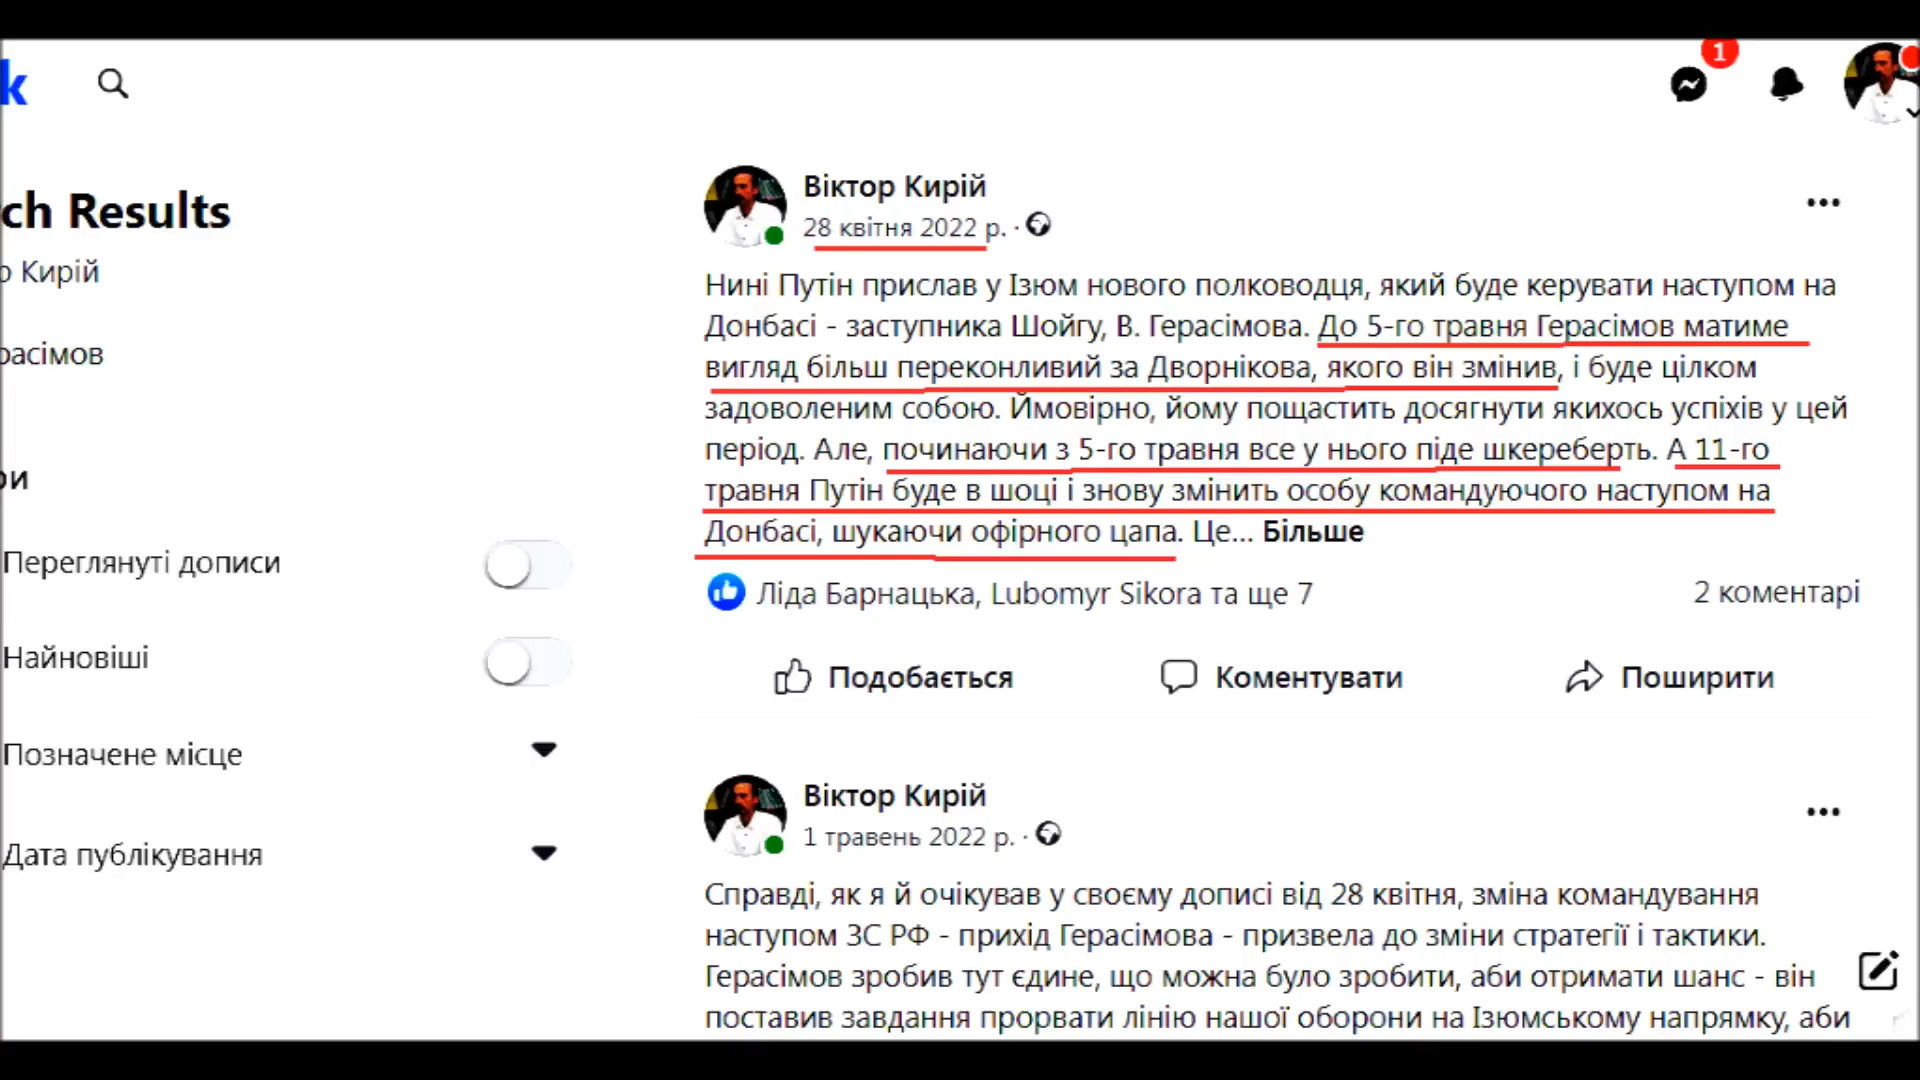 k
1
ch Results
Кирій
расімов
ри
Переглянуті дописи
Найновіші
Позначене місце
Дата публікування
Віктор Кирій
28 квітня 2022 р. ·
Нині Путін прислав у Ізюм нового полководця, який буде керувати наступом на
Донбасі - заступника Шойгу, В. Герасімова. До 5-го травня Герасімов матиме
вигляд більш переконливий за Дворнікова, якого він змінив, і буде цілком
задоволеним собою. Ймовірно, йому пощастить досягнути якихось успіхів у цей
період. Але, починаючи з 5-го травня все у нього піде шкереберть. А 11-го
травня Путін буде в шоці і знову змінить особу командуючого наступом на
Донбасі, шукаючи офірного цапа. Це... Більше
Ліда Барнацька, Lubomyr Sikora та ще 7
2 коментарі
Подобається
Коментувати
Поширити
Віктор Кирій
1 травень 2022 р. ·
Справді, як я й очікував у своєму дописі від 28 квітня, зміна командування
наступом ЗС РФ - прихід Герасімова - призвела до зміни стратегії і тактики.
Герасімов зробив тут єдине, що можна було зробити, аби отримати шанс - він
поставив завдання прорвати лінію нашої оборони на Ізюмському напрямку, аби